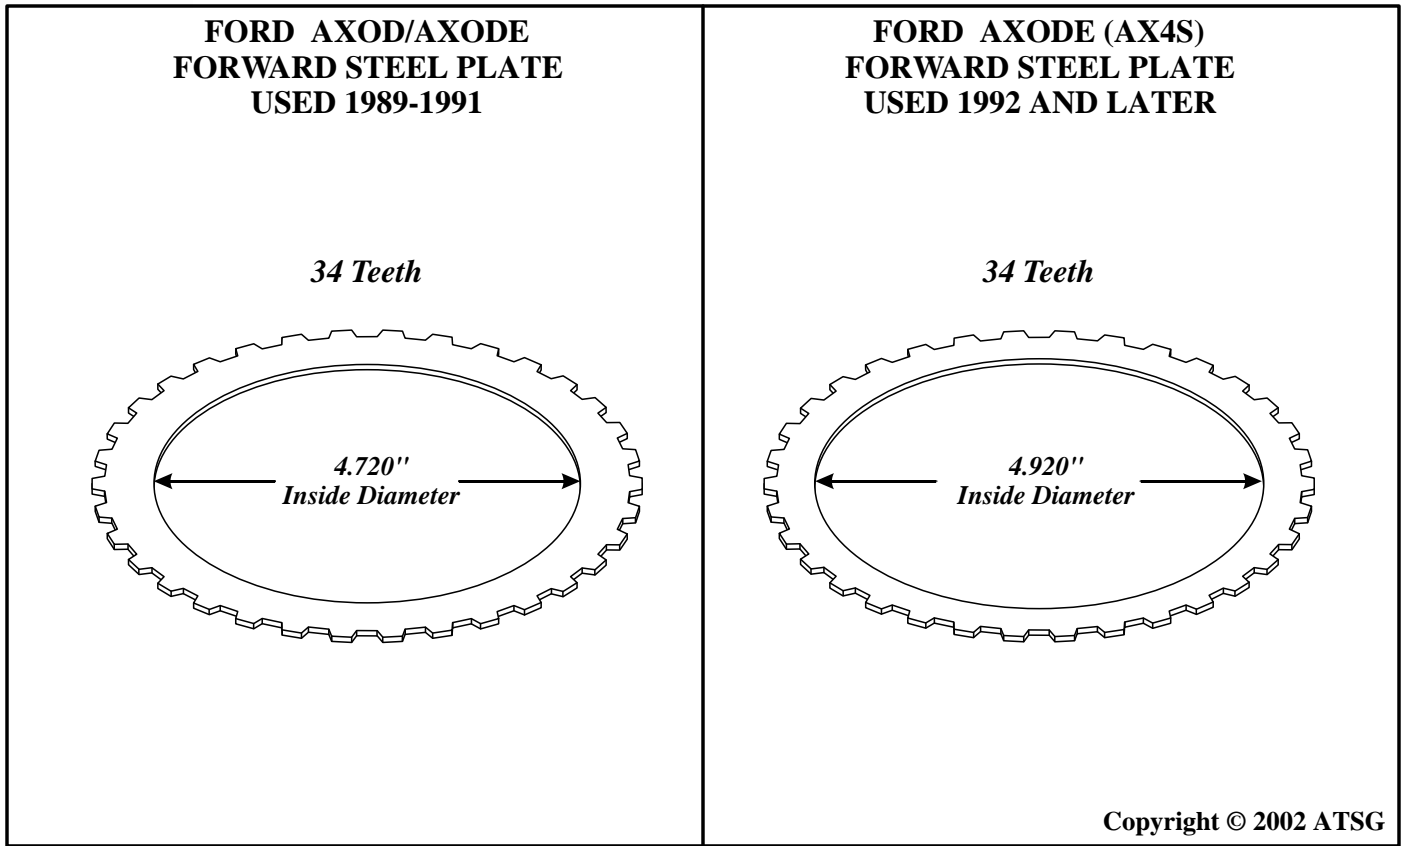 FORD AXOD/AXODE
FORWARD STEEL PLATE
USED 1989-1991
34 Teeth
4.720"
Inside Diameter
FORD AXODE (AX4S)
FORWARD STEEL PLATE
USED 1992 AND LATER
34 Teeth
4.920"
Inside Diameter
Copyright © 2002 ATSG